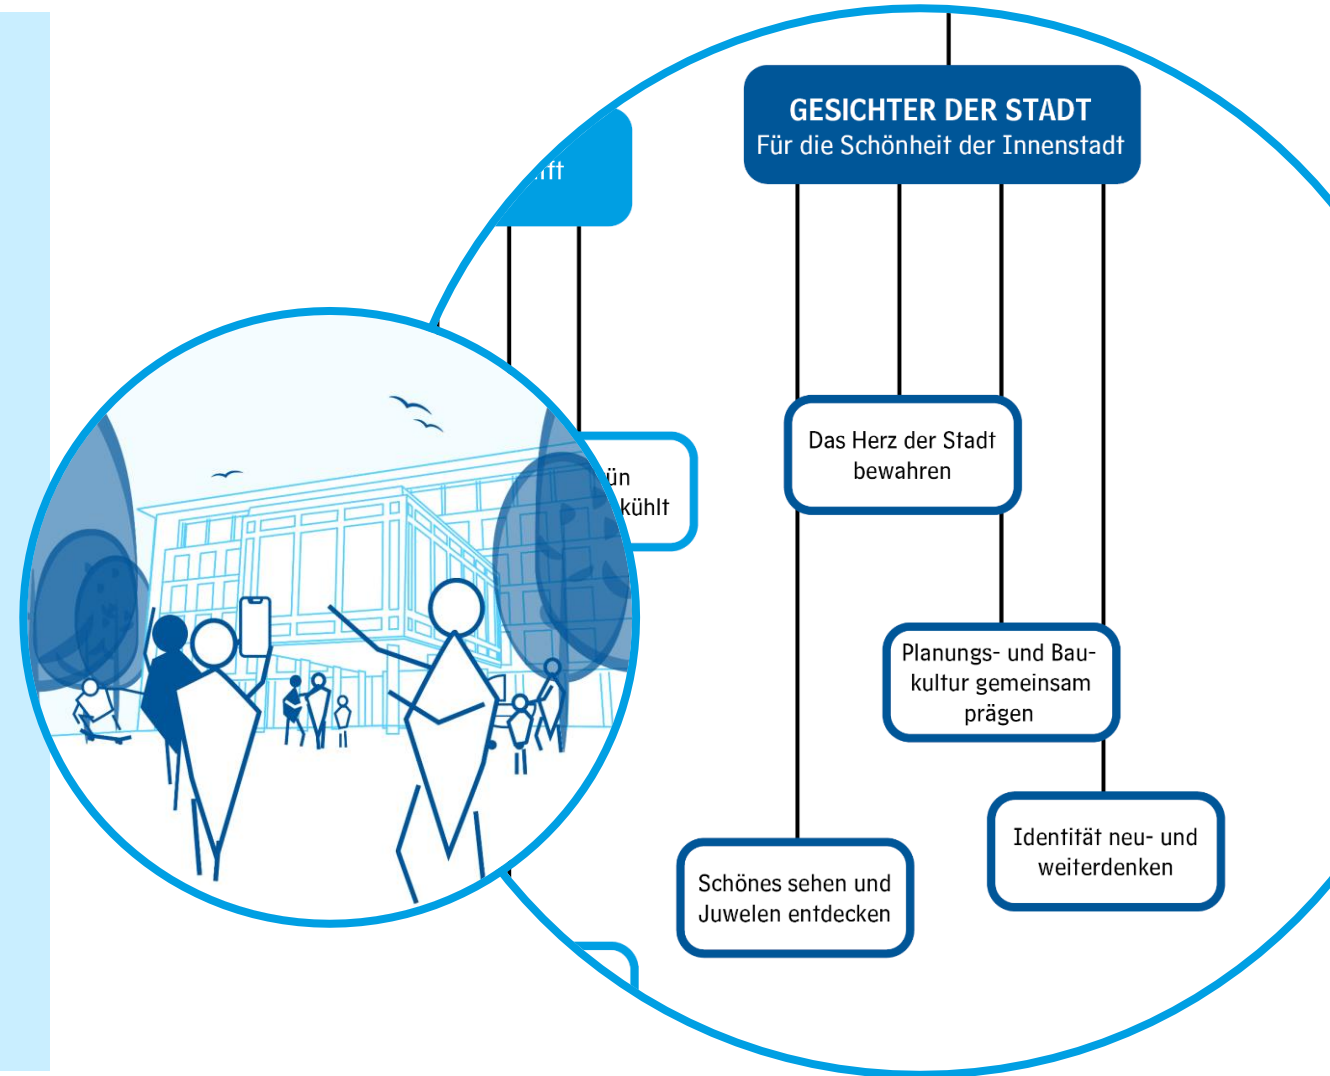 GESICHTER DER STADT
Für die Schönheit der Innenstadt
Das Herz der Stadt
bewahren
kühlt
Planungs- und Bau-
kultur gemeinsam
prägen
Identität neu- und
weiterdenken
Schönes sehen und
Juwelen entdecken